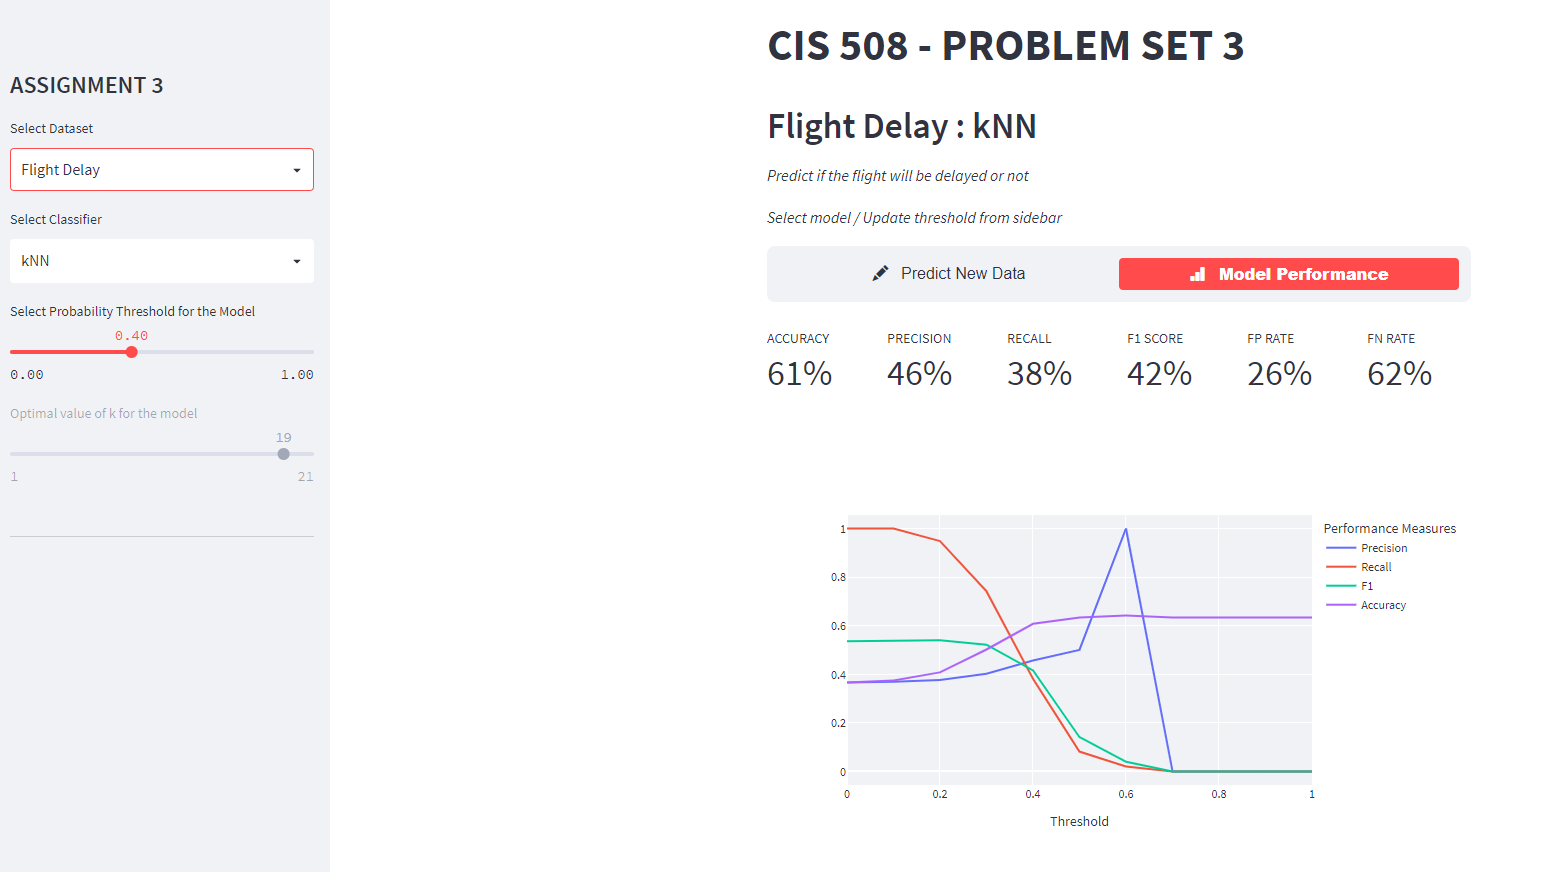 ASSIGNMENT 3
Select Dataset
Flight Delay
Select Classifier
kNN
Select Probability Threshold for the Model
0.40
0.00 1.00
Optimal value of k for the model
19
1 21
CIS 508 - PROBLEM SET 3
Flight Delay : kNN
Predict if the flight will be delayed or not
Select model / Update threshold from sidebar
Predict New Data Model Performance
ACCURACY PRECISION RECALL F1 SCORE FP RATE FN RATE
61% 46% 38% 42% 26% 62%
Performance Measures
Precision
Recall
F1
Accuracy
1
0.8
0.6
0.4
0.2
0
0 0.2 0.4 0.6 0.8 1
Threshold